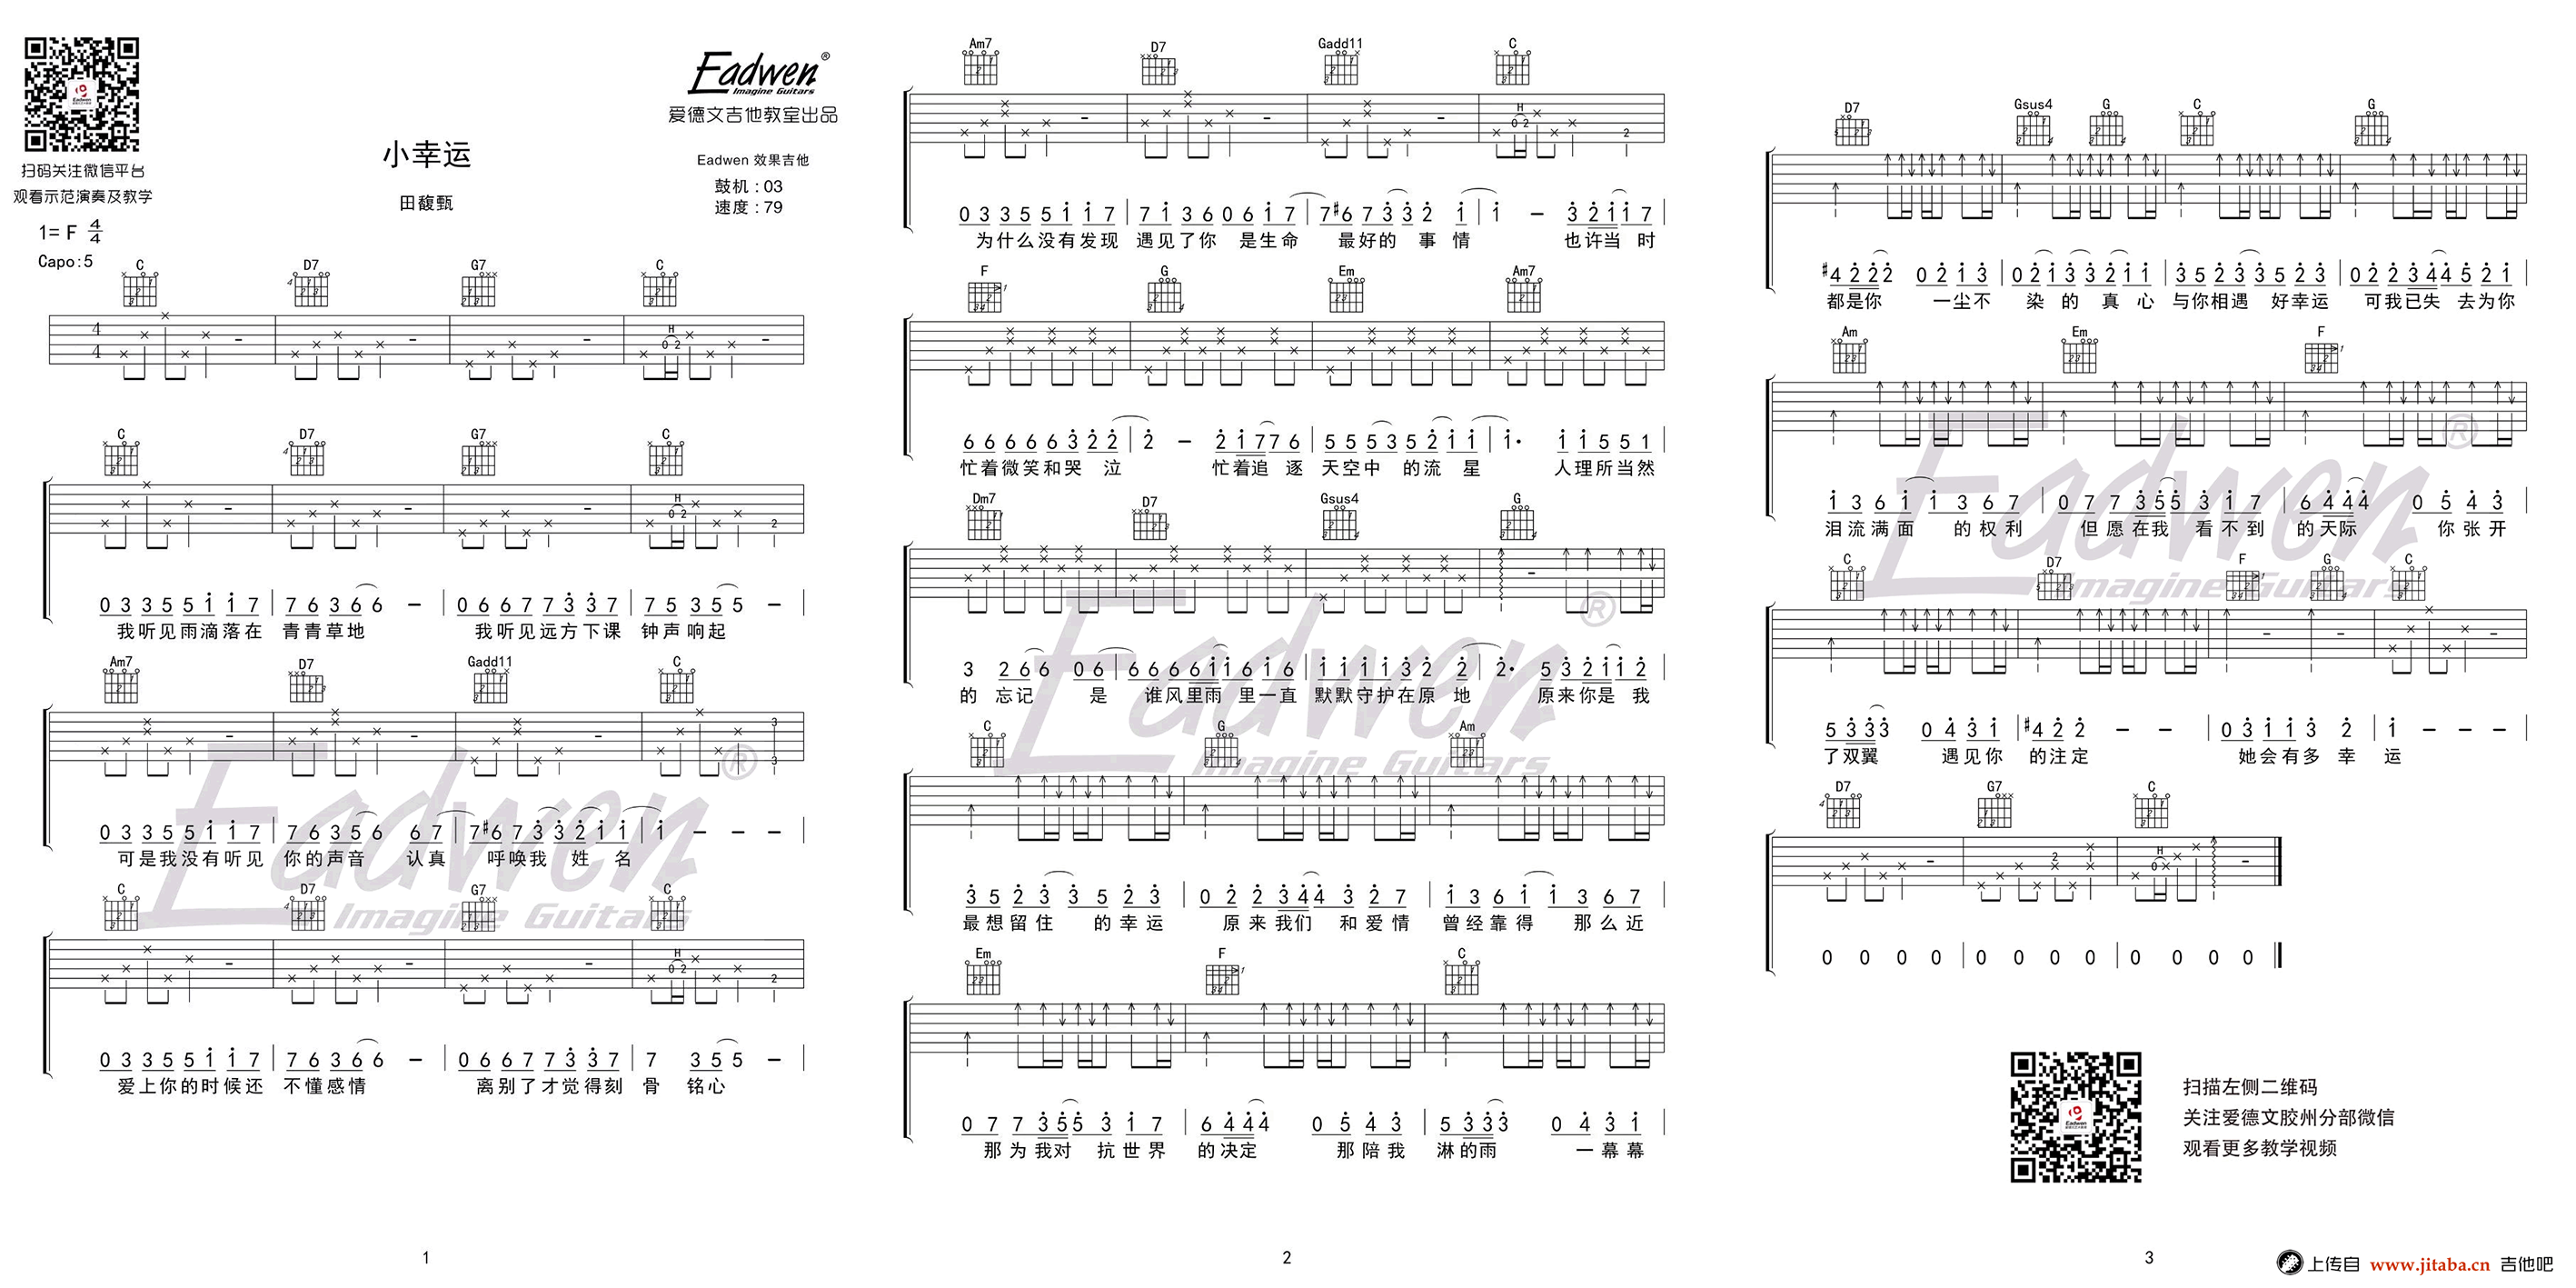 Eadwen®
Imagine Guitars
爱德文吉他教室出品
扫码关注微信平台
观看示范演奏及教学
小幸运
田馥甄
Eadwen 效果吉他
鼓机：03
速度：79
1= F 4/4
Capo:5
C D7 G7 C
C D7 G7 C
0 3 3 5 5 1 1 7 | 7 6 3 6 6 － | 0 6 6 7 7 3 3 7 | 7 5 3 5 5 － |
我听见雨滴落在 青青草地 我听见远方下课 钟声响起
Am7 D7 Gadd11 C
0 3 3 5 5 1 1 7 | 7 6 3 5 6 6 7 | 7 #6 7 3 3 2 1 1 | 1 － － － |
可是我没有听见 你的声音 认真 呼唤我 姓 名
C D7 G7 C
0 3 3 5 5 1 1 7 | 7 6 3 6 6 － | 0 6 6 7 7 3 3 7 | 7 3 5 5 － |
爱上你的时候还 不懂感情 离别了才觉得刻 骨 铭心
1
Am7 D7 Gadd11 C
0 3 3 5 5 1 1 7 | 7 1 3 6 0 6 1 7 | 7 #6 7 3 3 2 1 | 1 － 3 2 1 1 7 |
为什么没有发现 遇见了你 是生命 最好的 事 情 也许当 时
F G Em Am7
6 6 6 6 6 3 2 2 | 2 － 2 1 7 7 6 | 5 5 5 3 5 2 1 1 | 1· 1 1 5 5 1 |
忙着微笑和哭 泣 忙着追 逐 天空中 的流 星 人理所当然
Dm7 D7 Gsus4 G
3 2 6 6 0 6 | 6 6 6 6 1 1 6 1 6 | 1 1 1 1 3 2 2 | 2· 5 3 2 1 1 2 |
的 忘记 是 谁风里雨 里一直 默默守护在原 地 原来你是 我
C G Am
3 5 2 3 3 5 2 3 | 0 2 2 3 4 4 3 2 7 | 1 3 6 1 1 3 6 7 |
最想留住 的幸运 原来我们 和爱情 曾经靠得 那么近
Em F C
0 7 7 3 5 5 3 1 7 | 6 4 4 4 0 5 4 3 | 5 3 3 3 0 4 3 1
那为我对 抗世界 的决定 那陪我 淋的雨 一幕幕
2
D7 Gsus4 G C G
#4 2 2 2 0 2 1 3 | 0 2 1 3 3 2 1 1 | 3 5 2 3 3 5 2 3 | 0 2 2 3 4 4 5 2 1 |
都是你 一尘不 染 的 真 心 与你相遇 好幸运 可我已失 去为你
Am Em F
1 3 6 1 1 3 6 7 | 0 7 7 3 5 5 3 1 7 | 6 4 4 4 0 5 4 3
泪流满面 的权利 但愿在我 看不到 的天际 你张开
C D7 F G C
5 3 3 3 0 4 3 1 | #4 2 2 － － | 0 3 1 1 3 2 | 1 － － － |
了双翼 遇见你 的注定 她会有多 幸 运
D7 G7 C
0 0 0 0 | 0 0 0 0 | 0 0 0 0
扫描左侧二维码
关注爱德文胶州分部微信
观看更多教学视频
3
上传自 www.jitaba.cn 吉他吧